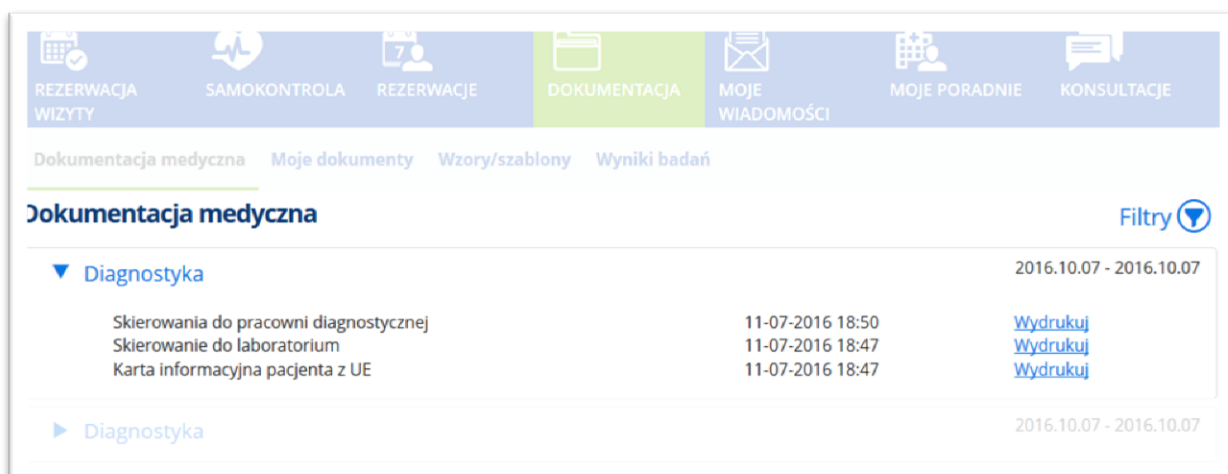 REZERWACJA WIZYTY
SAMOKONTROLA
7
REZERWACJE
DOKUMENTACJA
MOJE WIADOMOŚCI
MOJE PORADNIE
KONSULTACJE
Dokumentacja medyczna Moje dokumenty Wzory/szablony Wyniki badań
Dokumentacja medyczna Filtry
Diagnostyka 2016.10.07 - 2016.10.07
Skierowania do pracowni diagnostycznej 11-07-2016 18:50 Wydrukuj
Skierowanie do laboratorium 11-07-2016 18:47 Wydrukuj
Karta informacyjna pacjenta z UE 11-07-2016 18:47 Wydrukuj
Diagnostyka 2016.10.07 - 2016.10.07